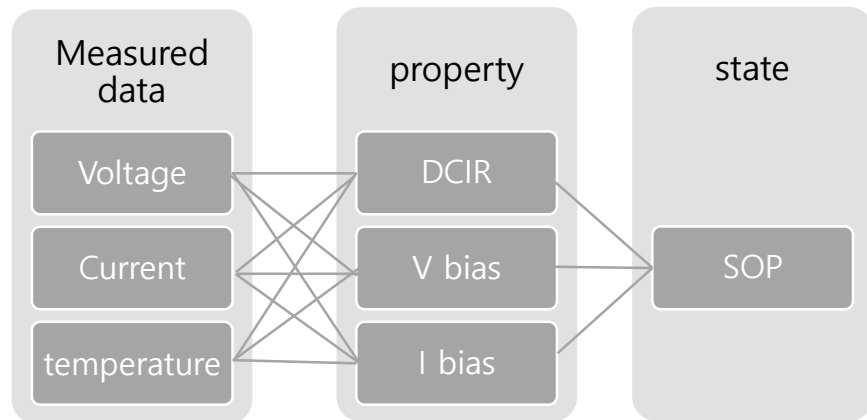 Measured
data
Voltage
Current
temperature
property
DCIR
V bias
I bias
state
SOP